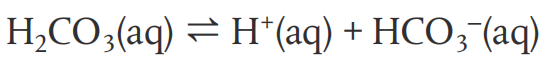 H₂CO₃(aq) ⇌ H⁺(aq) + HCO₃⁻(aq)